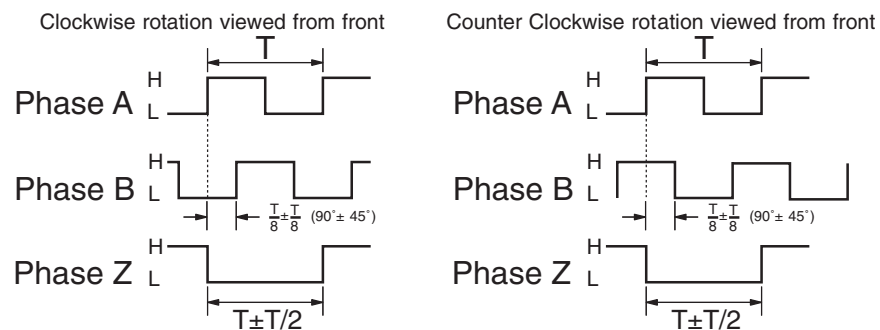 Clockwise rotation viewed from front
T
H
Phase A L
H
Phase B L
T/8±T/8 (90°± 45°)
H
Phase Z L
T±T/2
Counter Clockwise rotation viewed from front
T
H
Phase A L
H
Phase B L
T/8±T/8 (90°± 45°)
H
Phase Z L
T±T/2